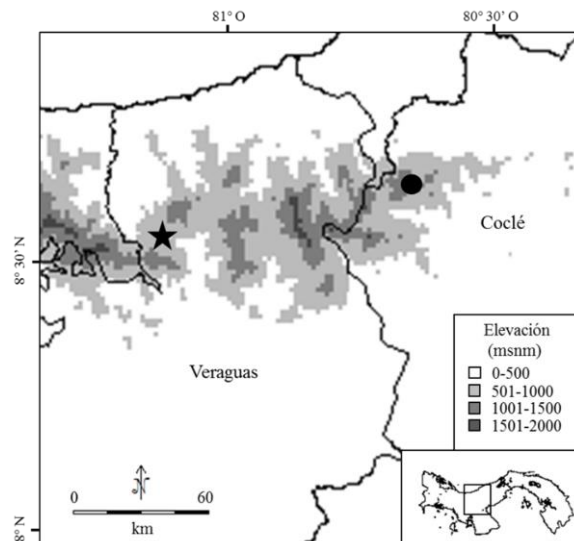 81° O
80° 30' O
8° 30' N
8° N
Coclé
Veraguas
Elevación
(msnm)
0-500
501-1000
1001-1500
1501-2000
N
0 60
km